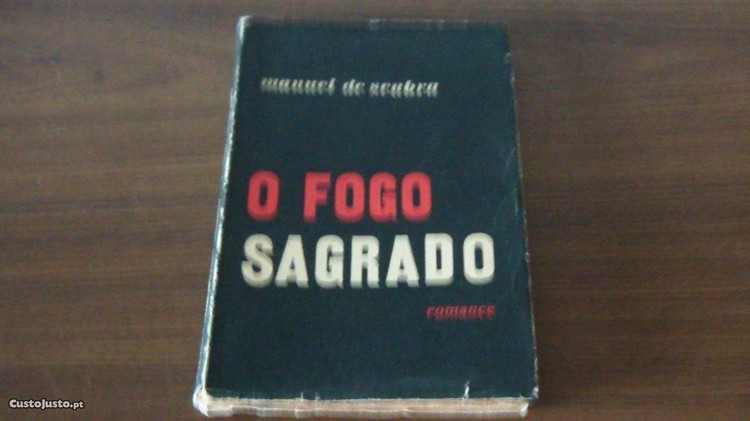 manuel de seabra
O FOGO
SAGRADO
romance
CustoJusto.pt